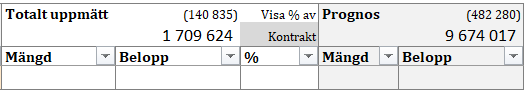 Totalt uppmätt (140 835) Visa % av Prognos (482 280)
1 709 624 Kontrakt 9 674 017
Mängd Belopp % Mängd Belopp